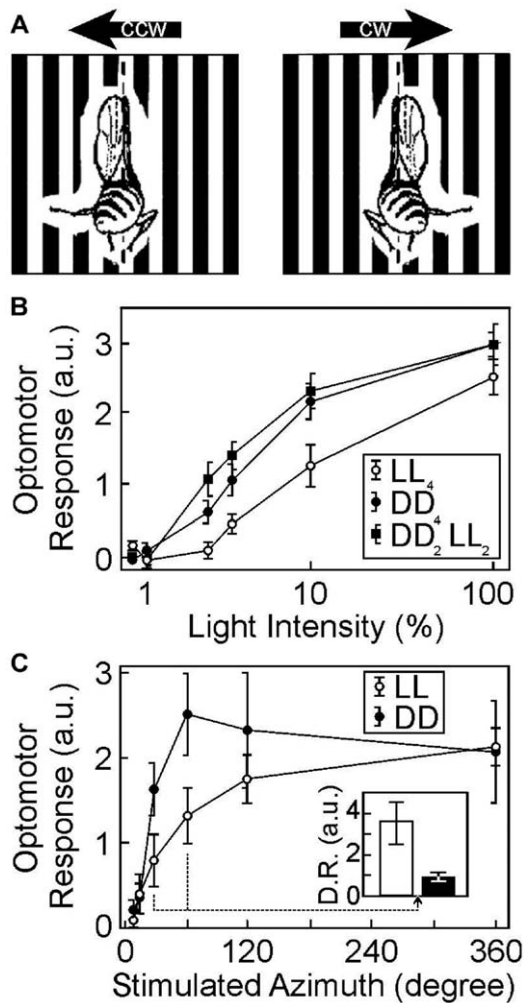 A
CCW
CW
B
Optomotor Response (a.u.)
3
2
1
0
LL4
DD4
DD2 LL2
1 10 100
Light Intensity (%)
C
Optomotor Response (a.u.)
3
2
1
0
LL
DD
D.R. (a.u.)
4
2
0
0 120 240 360
Stimulated Azimuth (degree)